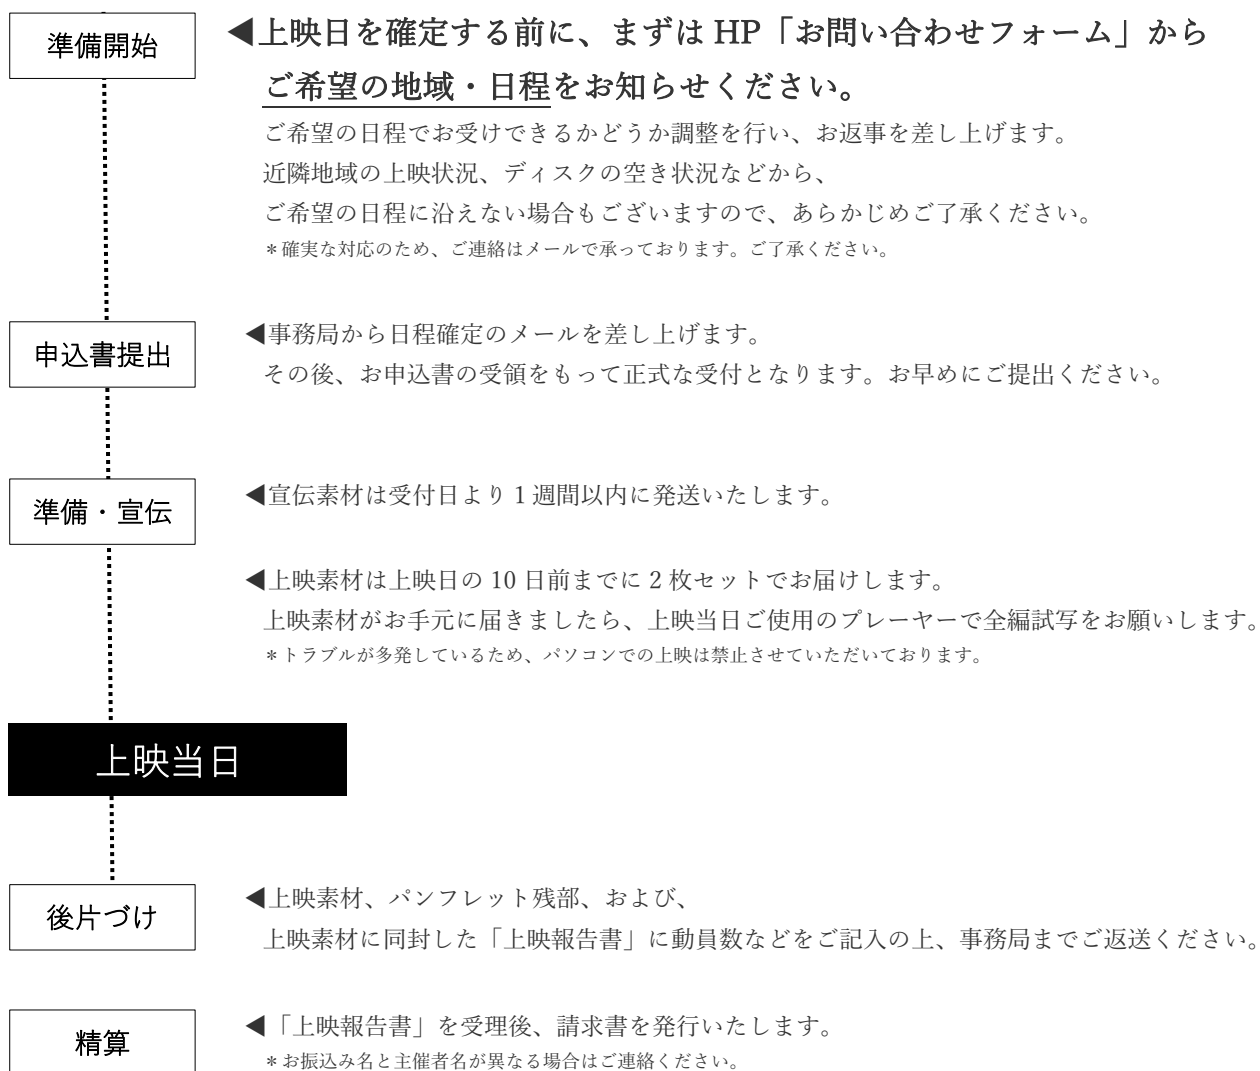 準備開始
◀上映日を確定する前に、まずは HP「お問い合わせフォーム」から
ご希望の地域・日程をお知らせください。
ご希望の日程でお受けできるかどうか調整を行い、お返事を差し上げます。
近隣地域の上映状況、ディスクの空き状況などから、
ご希望の日程に沿えない場合もございますので、あらかじめご了承ください。
＊確実な対応のため、ご連絡はメールで承っております。ご了承ください。
申込書提出
◀事務局から日程確定のメールを差し上げます。
その後、お申込書の受領をもって正式な受付となります。お早めにご提出ください。
準備・宣伝
◀宣伝素材は受付日より 1 週間以内に発送いたします。
◀上映素材は上映日の 10 日前までに 2 枚セットでお届けします。
上映素材がお手元に届きましたら、上映当日ご使用のプレーヤーで全編試写をお願いします。
＊トラブルが多発しているため、パソコンでの上映は禁止させていただいております。
上映当日
後片づけ
◀上映素材、パンフレット残部、および、
上映素材に同封した「上映報告書」に動員数などをご記入の上、事務局までご返送ください。
精算
◀「上映報告書」を受理後、請求書を発行いたします。
＊お振込み名と主催者名が異なる場合はご連絡ください。